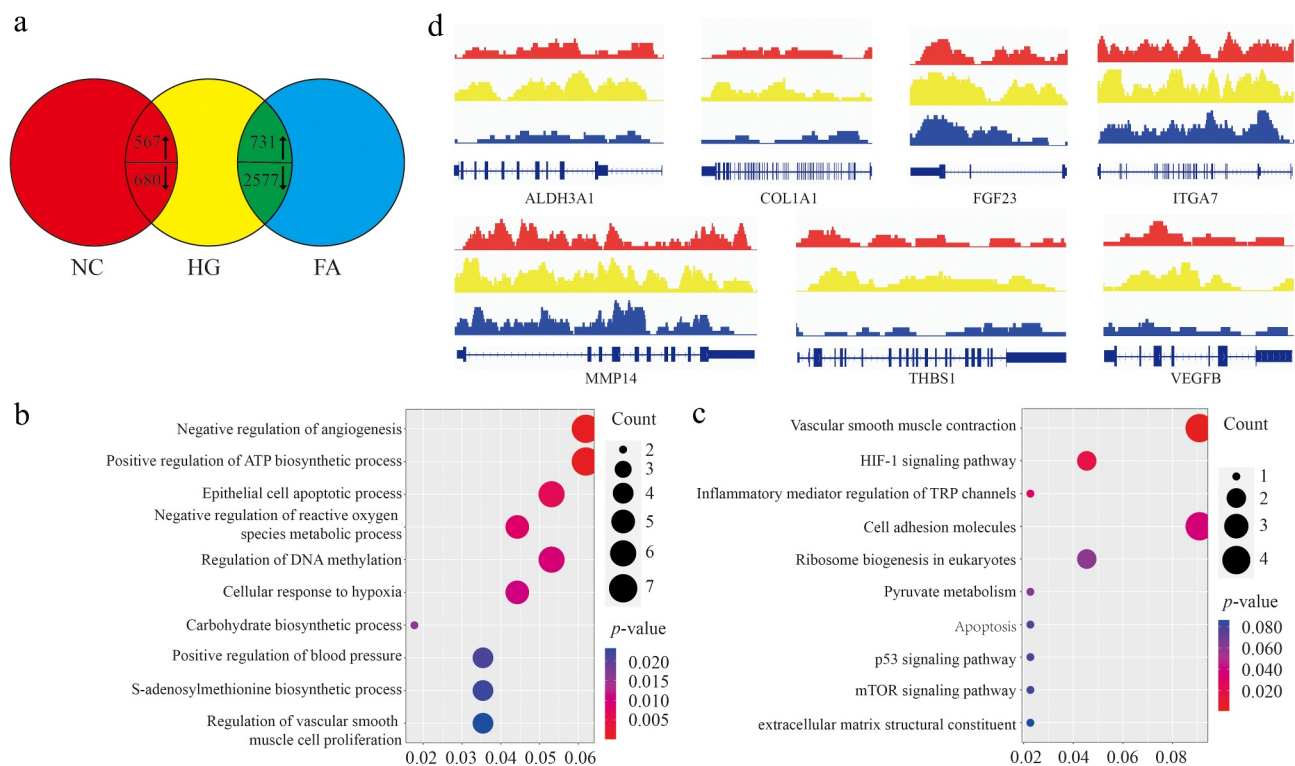 a
567↑
680↓
731↑
2577↓
NC
HG
FA
d
ALDH3A1
COL1A1
FGF23
ITGA7
MMP14
THBS1
VEGFB
b
Negative regulation of angiogenesis
Positive regulation of ATP biosynthetic process
Epithelial cell apoptotic process
Negative regulation of reactive oxygen
species metabolic process
Regulation of DNA methylation
Cellular response to hypoxia
Carbohydrate biosynthetic process
Positive regulation of blood pressure
S-adenosylmethionine biosynthetic process
Regulation of vascular smooth
muscle cell proliferation
0.02 0.03 0.04 0.05 0.06
Count
2
3
4
5
6
7
p-value
0.020
0.015
0.010
0.005
c
Vascular smooth muscle contraction
HIF-1 signaling pathway
Inflammatory mediator regulation of TRP channels
Cell adhesion molecules
Ribosome biogenesis in eukaryotes
Pyruvate metabolism
Apoptosis
p53 signaling pathway
mTOR signaling pathway
extracellular matrix structural constituent
0.02 0.04 0.06 0.08
Count
1
2
3
4
p-value
0.080
0.060
0.040
0.020